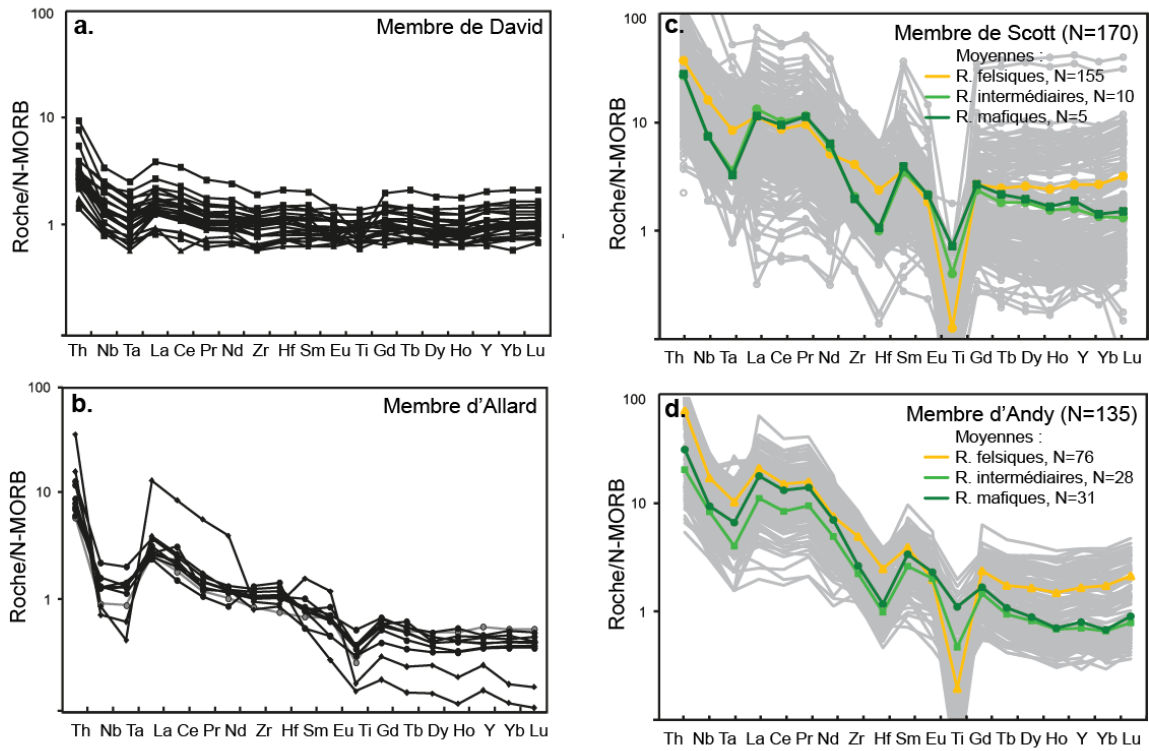 a.
Membre de David
100
10
1
Roche/N-MORB
Th Nb Ta La Ce Pr Nd Zr Hf Sm Eu Ti Gd Tb Dy Ho Y Yb Lu
b.
Membre d'Allard
100
10
1
Roche/N-MORB
Th Nb Ta La Ce Pr Nd Zr Hf Sm Eu Ti Gd Tb Dy Ho Y Yb Lu
c.
Membre de Scott (N=170)
Moyennes :
R. felsiques, N=155
R. intermédiaires, N=10
R. mafiques, N=5
100
10
1
Roche/N-MORB
Th Nb Ta La Ce Pr Nd Zr Hf Sm Eu Ti Gd Tb Dy Ho Y Yb Lu
d.
Membre d'Andy (N=135)
Moyennes :
R. felsiques, N=76
R. intermédiaires, N=28
R. mafiques, N=31
100
10
1
Roche/N-MORB
Th Nb Ta La Ce Pr Nd Zr Hf Sm Eu Ti Gd Tb Dy Ho Y Yb Lu